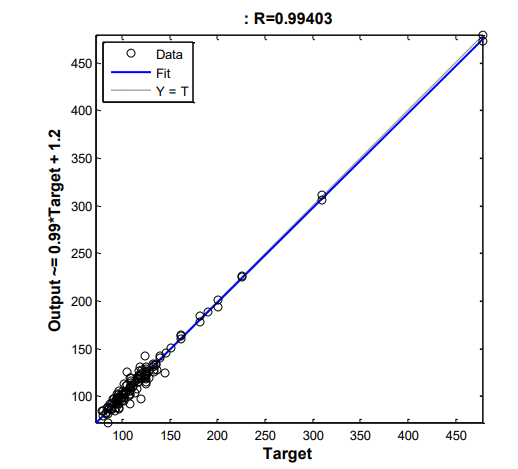 : R=0.99403
Data
Fit
Y = T
Output ~= 0.99*Target + 1.2
450
400
350
300
250
200
150
100
100 150 200 250 300 350 400 450
Target